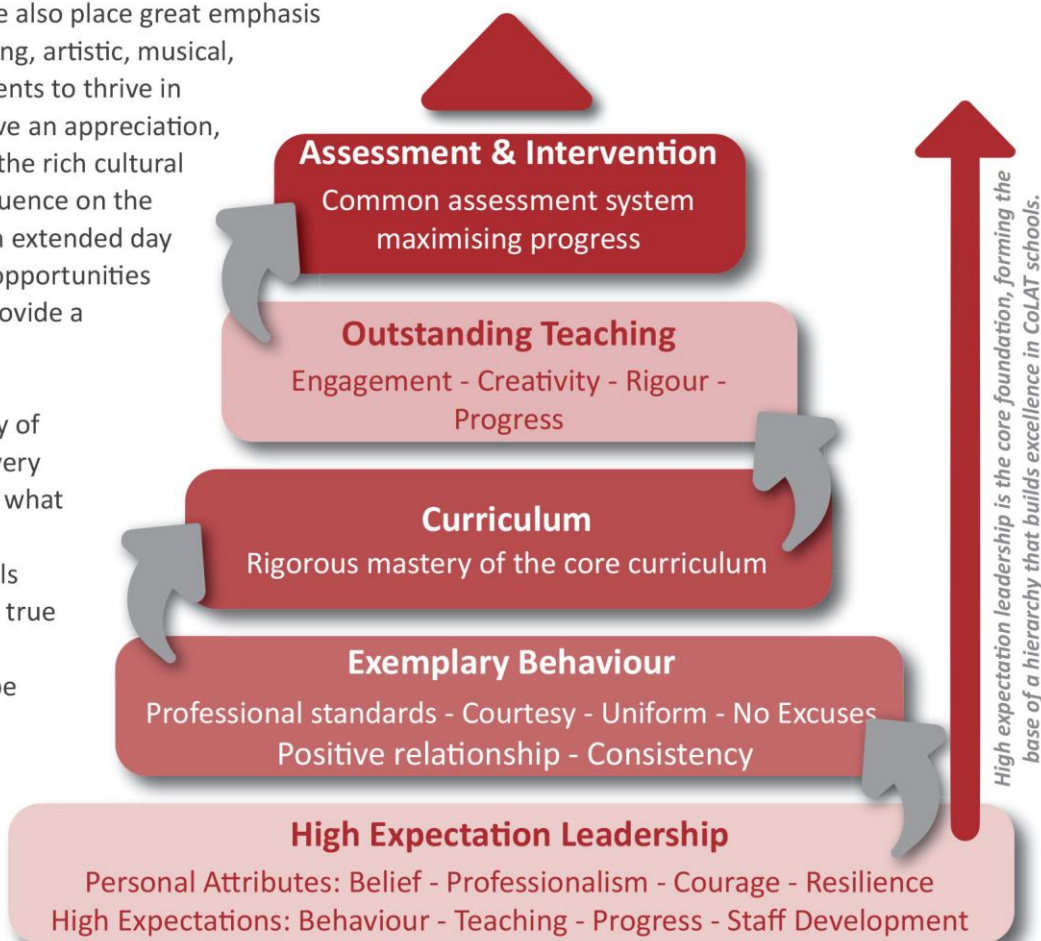 e also place great emphasis
ng, artistic, musical,
ents to thrive in
ve an appreciation,
the rich cultural
uence on the
n extended day
opportunities
ovide a
y of
very
what
ls
true
be
Assessment & Intervention
Common assessment system
maximising progress
Outstanding Teaching
Engagement - Creativity - Rigour -
Progress
Curriculum
Rigorous mastery of the core curriculum
Exemplary Behaviour
Professional standards - Courtesy - Uniform - No Excuses
Positive relationship - Consistency
High Expectation Leadership
Personal Attributes: Belief - Professionalism - Courage - Resilience
High Expectations: Behaviour - Teaching - Progress - Staff Development
High expectation leadership is the core foundation, forming the
base of a hierarchy that builds excellence in CoLAT schools.